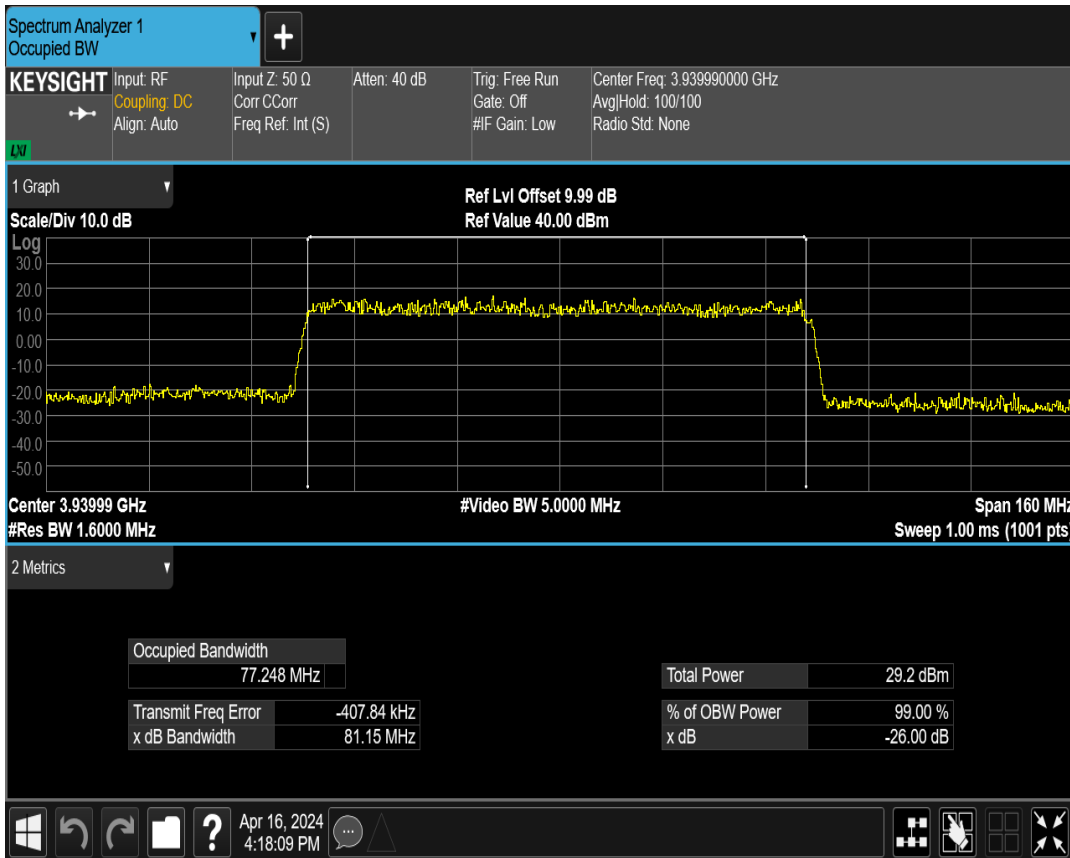 Spectrum Analyzer 1
Occupied BW
KEYSIGHT
Input: RF
Coupling: DC
Align: Auto
Input Z: 50 Ω
Corr CCorr
Freq Ref: Int (S)
Atten: 40 dB
Trig: Free Run
Gate: Off
#IF Gain: Low
Center Freq: 3.939990000 GHz
Avg|Hold: 100/100
Radio Std: None
LXI
1 Graph
Scale/Div 10.0 dB
Ref Lvl Offset 9.99 dB
Ref Value 40.00 dBm
Log
30.0
20.0
10.0
0.00
-10.0
-20.0
-30.0
-40.0
-50.0
Center 3.93999 GHz
#Video BW 5.0000 MHz
Span 160 MHz
#Res BW 1.6000 MHz
Sweep 1.00 ms (1001 pts)
2 Metrics
Occupied Bandwidth
77.248 MHz
Total Power 29.2 dBm
Transmit Freq Error -407.84 kHz
% of OBW Power 99.00 %
x dB Bandwidth 81.15 MHz
x dB -26.00 dB
?
Apr 16, 2024
4:18:09 PM